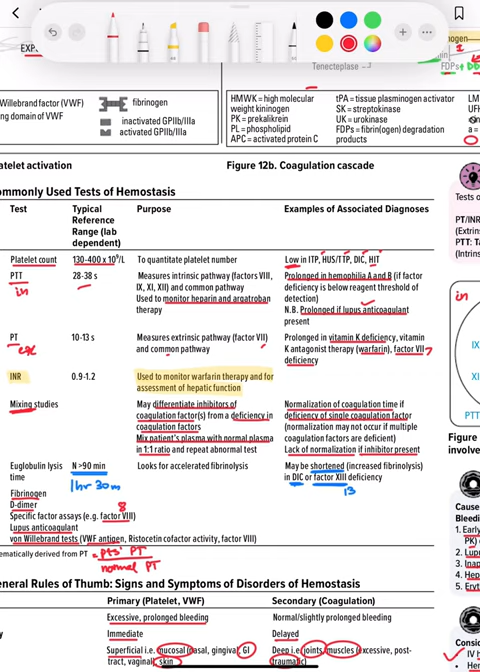 EXP
ogen
Tenecteplase
FDPs
Willebrand factor (VWF)
ng domain of VWF
fibrinogen
inactivated GPIIb/IIIa
activated GPIIb/IIIa
HMWK = high molecular
weight kininogen
PK = prekalikrein
PL = phospholipid
APC = activated protein C
tPA = tissue plasminogen activator
SK = streptokinase
UK = urokinase
FDPs = fibrin(ogen) degradation
products
LM
UFH
a =
atelet activation
Figure 12b. Coagulation cascade
ommonly Used Tests of Hemostasis
Tests o
PT/INR
(Extrin
PTT: Ta
(Intrins
Test
Typical
Reference
Range (lab
dependent)
Purpose
Examples of Associated Diagnoses
Platelet count
130-400 x 10⁹/L
To quantitate platelet number
Low in ITP, HUS/TTP, DIC, HIT
PTT
in
28-38 s
Measures intrinsic pathway (factors VIII,
IX, XI, XII) and common pathway
Used to monitor heparin and argatroban
therapy
Prolonged in hemophilia A and B (if factor
deficiency is below reagent threshold of
detection)
N.B. Prolonged if lupus anticoagulant
present
PT
ext
10-13 s
Measures extrinsic pathway (factor VII)
and common pathway
Prolonged in vitamin K deficiency, vitamin
K antagonist therapy (warfarin), factor VII
deficiency
7
INR
0.9-1.2
Used to monitor warfarin therapy and for
assessment of hepatic function
Mixing studies
May differentiate inhibitors of
coagulation factor(s) from a deficiency in
coagulation factors
Mix patient's plasma with normal plasma
in 1:1 ratio and repeat abnormal test
Normalization of coagulation time if
deficiency of single coagulation factor
(normalization may not occur if multiple
coagulation factors are deficient)
Lack of normalization if inhibitor present
Euglobulin lysis
time
N >90 min
1hr 30m
Looks for accelerated fibrinolysis
May be shortened (increased fibrinolysis)
in DIC or factor XIII deficiency
13
Fibrinogen
D-dimer
8
Specific factor assays (e.g. factor VIII)
Lupus anticoagulant
von Willebrand tests (VWF antigen, Ristocetin cofactor activity, factor VIII)
ematically derived from PT = pts' PT
normal PT
in
IX
XI
PTT
Figure
involve
Cause
Bleedi
1. Early
PK)
2. Lupu
3. Inap
4. Hep
5. Eryt
Consid
IV h
Hem
eneral Rules of Thumb: Signs and Symptoms of Disorders of Hemostasis
Primary (Platelet, VWF)
Secondary (Coagulation)
Excessive, prolonged bleeding
Normal/slightly prolonged bleeding
y
Immediate
Delayed
Superficial i.e. mucosal (nasal, gingival, GI
tract, vaginal), skin
Deep i.e. joints, muscles (excessive, post-
traumatic)